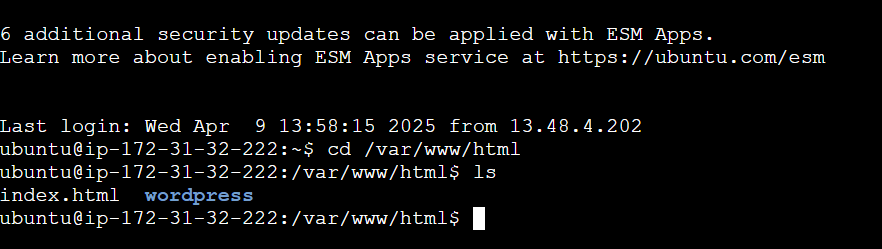 6 additional security updates can be applied with ESM Apps.
Learn more about enabling ESM Apps service at https://ubuntu.com/esm
Last login: Wed Apr  9 13:58:15 2025 from 13.48.4.202
ubuntu@ip-172-31-32-222:~$ cd /var/www/html
ubuntu@ip-172-31-32-222:/var/www/html$ ls
index.html  wordpress
ubuntu@ip-172-31-32-222:/var/www/html$